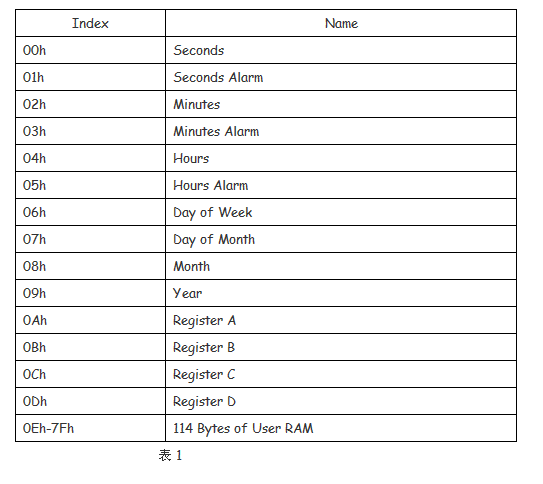 Index Name
00h Seconds
01h Seconds Alarm
02h Minutes
03h Minutes Alarm
04h Hours
05h Hours Alarm
06h Day of Week
07h Day of Month
08h Month
09h Year
0Ah Register A
0Bh Register B
0Ch Register C
0Dh Register D
0Eh-7Fh 114 Bytes of User RAM
表 1